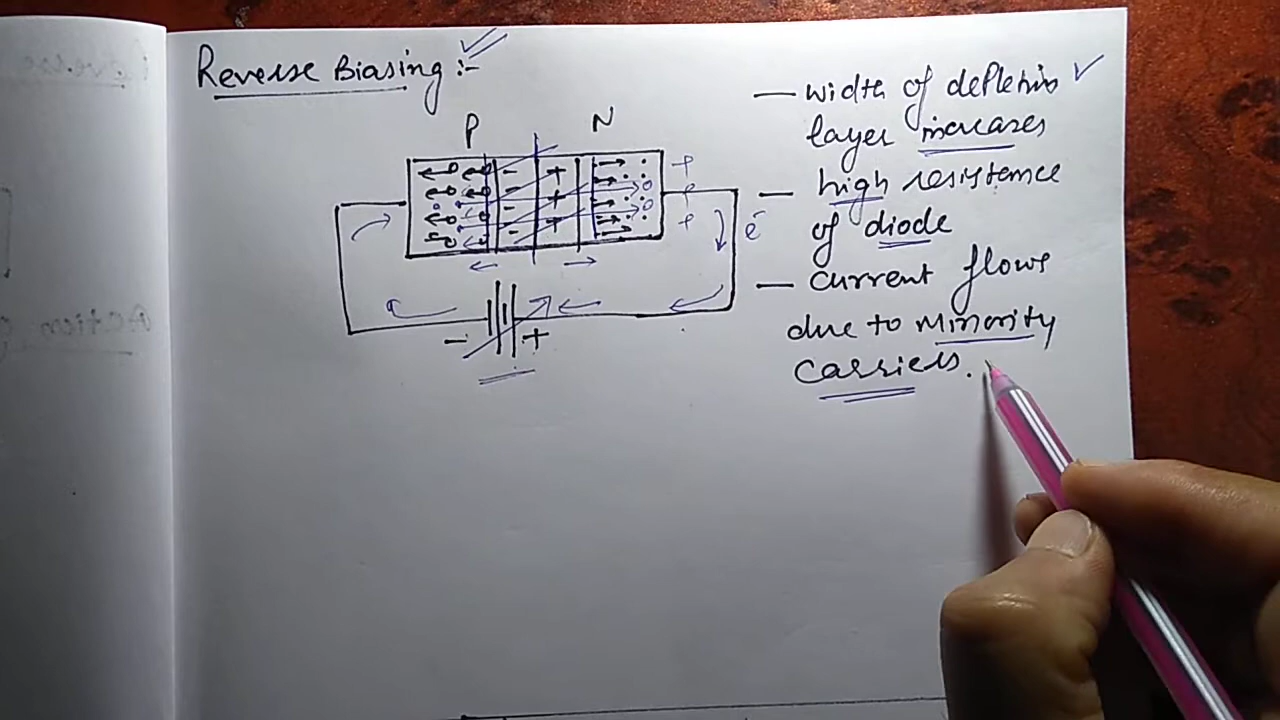 Reverse Biasing :-
P
N
- +
e⁻
— width of depletion
layer increases
— high resistance
of diode
— current flows
due to minority
carriers.